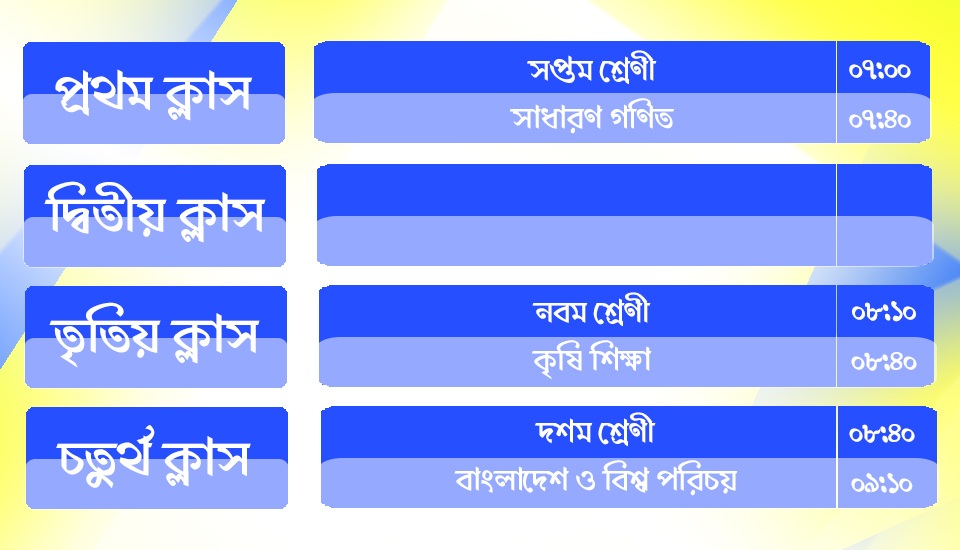 প্রথম ক্লাস
সপ্তম শ্রেণী ০৭:০০
সাধারণ গণিত ০৭:৪০
দ্বিতীয় ক্লাস
তৃতিয় ক্লাস
নবম শ্রেণী ০৮:১০
কৃষি শিক্ষা ০৮:৪০
চতুর্থ ক্লাস
দশম শ্রেণী ০৮:৪০
বাংলাদেশ ও বিশ্ব পরিচয় ০৯:১০